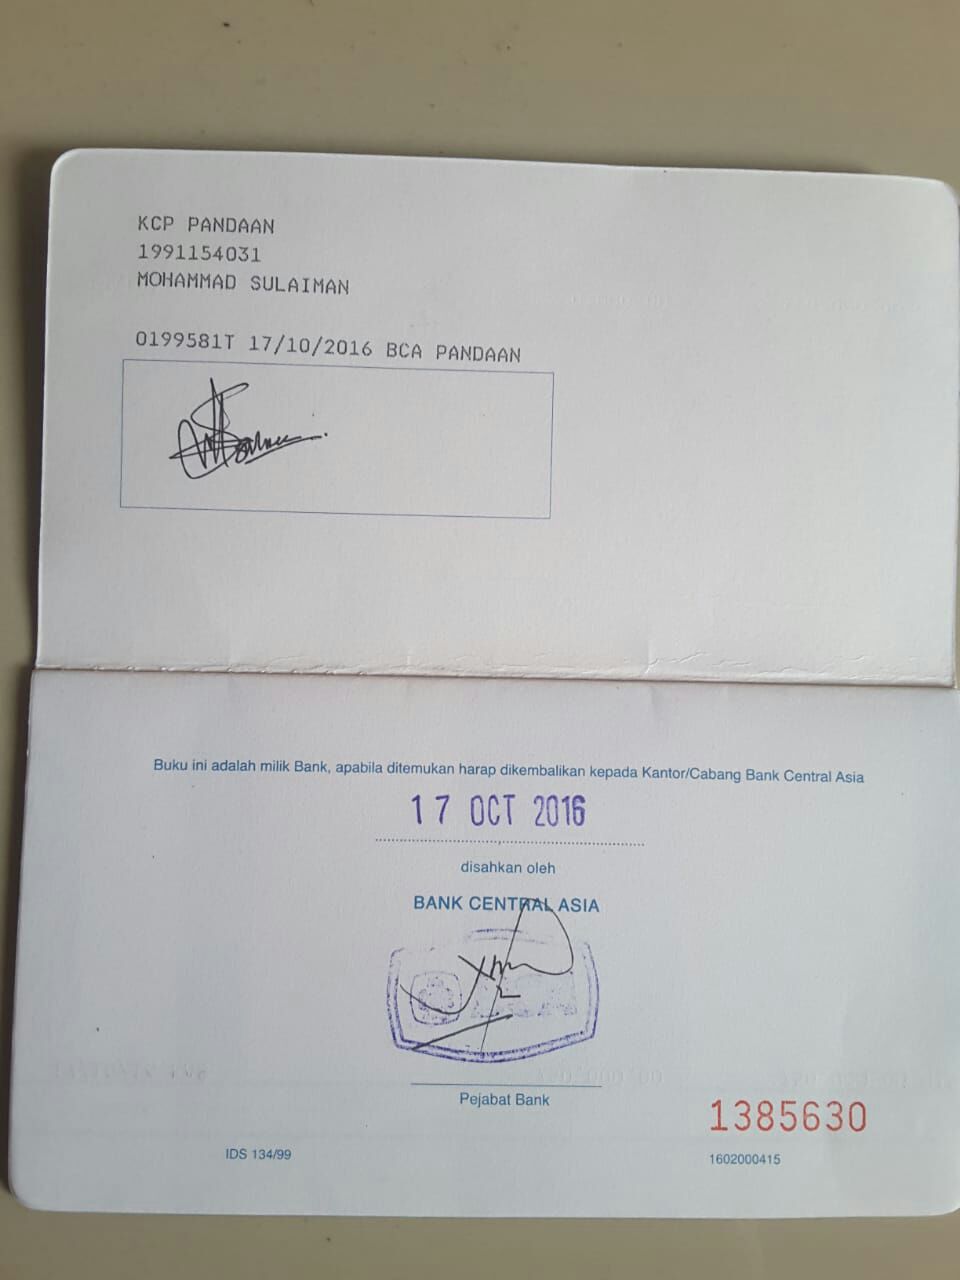 KCP PANDAAN
1991154031
MOHAMMAD SULAIMAN
0199581T 17/10/2016 BCA PANDAAN
Buku ini adalah milik Bank, apabila ditemukan harap dikembalikan kepada Kantor/Cabang Bank Central Asia
17 OCT 2016
disahkan oleh
BANK CENTRAL ASIA
Pejabat Bank
1385630
IDS 134/99
1602000415